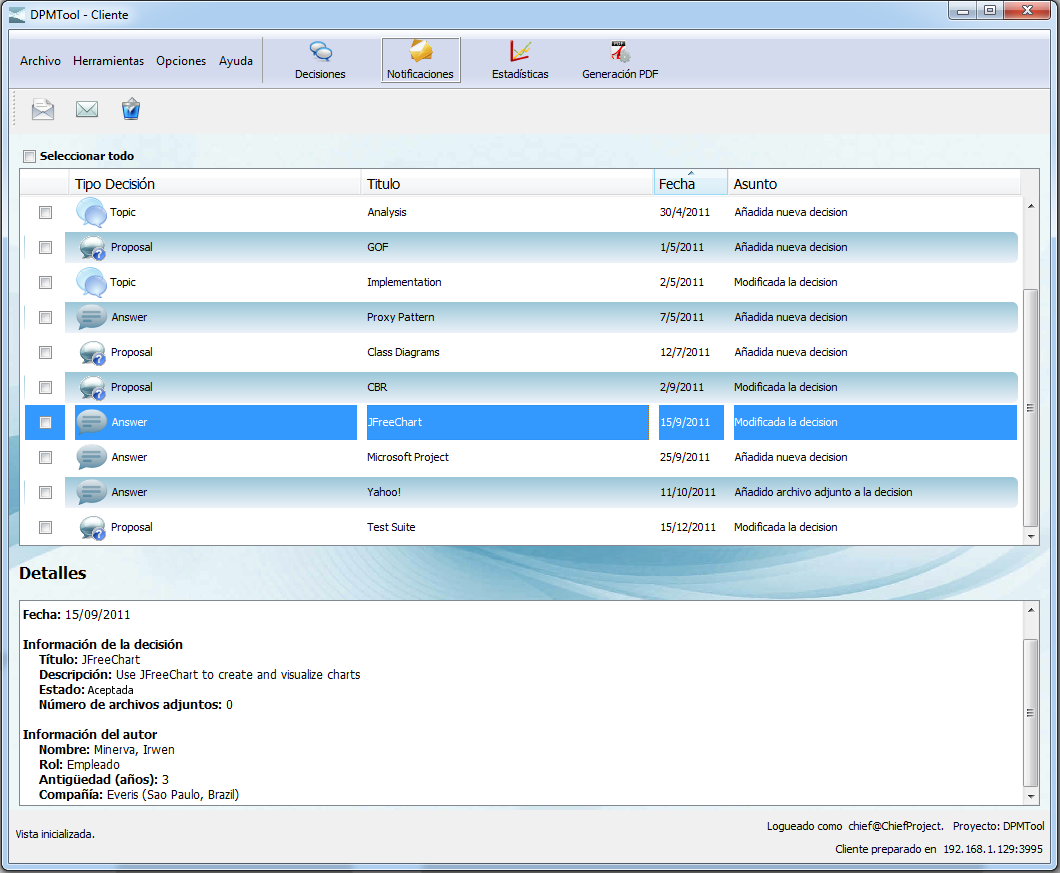 DPMTool - Cliente
Archivo Herramientas Opciones Ayuda Decisiones Notificaciones Estadísticas Generación PDF
Seleccionar todo
Tipo Decisión Titulo Fecha Asunto
Topic Analysis 30/4/2011 Añadida nueva decision
Proposal GOF 1/5/2011 Añadida nueva decision
Topic Implementation 2/5/2011 Modificada la decision
Answer Proxy Pattern 7/5/2011 Añadida nueva decision
Proposal Class Diagrams 12/7/2011 Añadida nueva decision
Proposal CBR 2/9/2011 Modificada la decision
Answer JFreeChart 15/9/2011 Modificada la decision
Answer Microsoft Project 25/9/2011 Añadida nueva decision
Answer Yahoo! 11/10/2011 Añadido archivo adjunto a la decision
Proposal Test Suite 15/12/2011 Modificada la decision
Detalles
Fecha: 15/09/2011
Información de la decisión
Título: JFreeChart
Descripción: Use JFreeChart to create and visualize charts
Estado: Aceptada
Número de archivos adjuntos: 0
Información del autor
Nombre: Minerva, Irwen
Rol: Empleado
Antigüedad (años): 3
Compañía: Everis (Sao Paulo, Brazil)
Vista inicializada.
Logueado como chief@ChiefProject. Proyecto: DPMTool
Cliente preparado en 192.168.1.129:3995